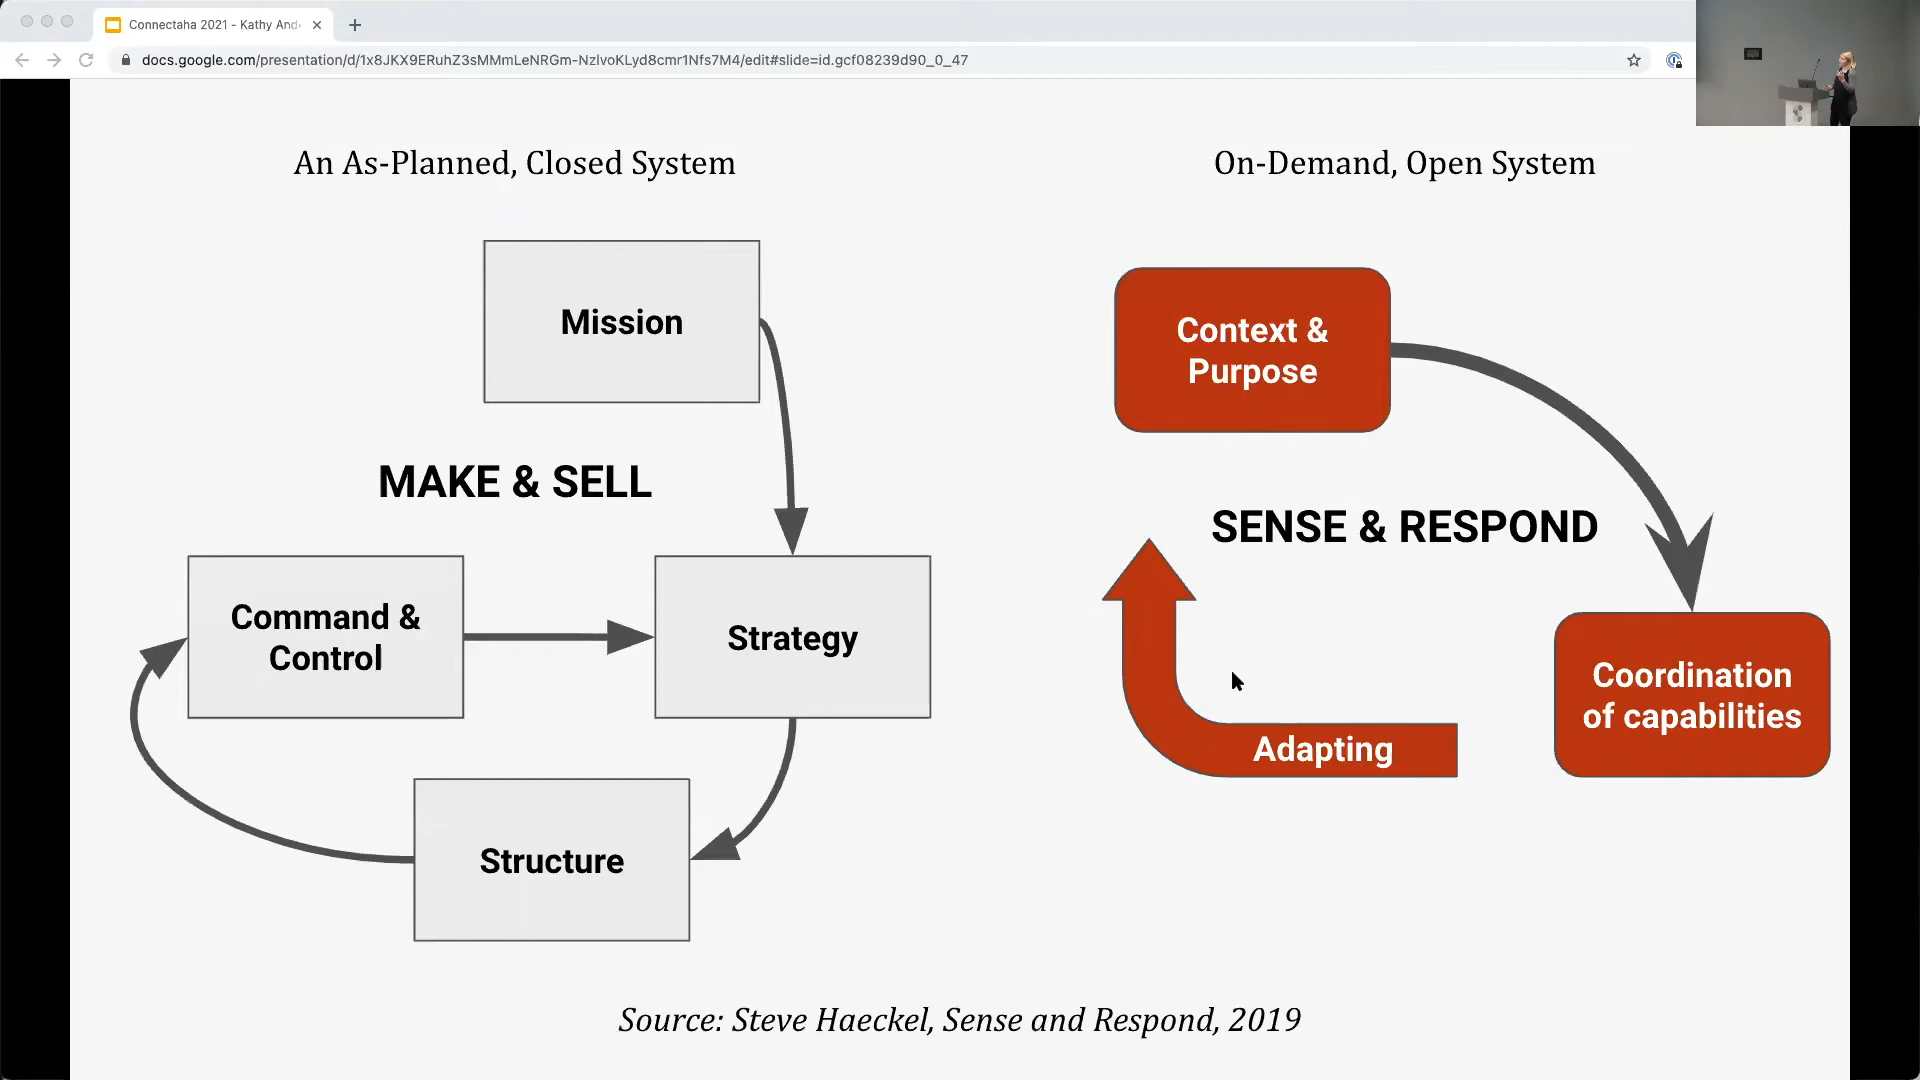 Connectaha 2021 - Kathy And
docs.google.com/presentation/d/1x8JKX9ERuhZ3sMMmLeNRGm-NzlvoKLyd8cmr1Nfs7M4/edit#slide=id.gcf08239d90_0_47
An As-Planned, Closed System
Mission
MAKE & SELL
Command &
Control
Strategy
Structure
On-Demand, Open System
Context &
Purpose
SENSE & RESPOND
Coordination
of capabilities
Adapting
Source: Steve Haeckel, Sense and Respond, 2019